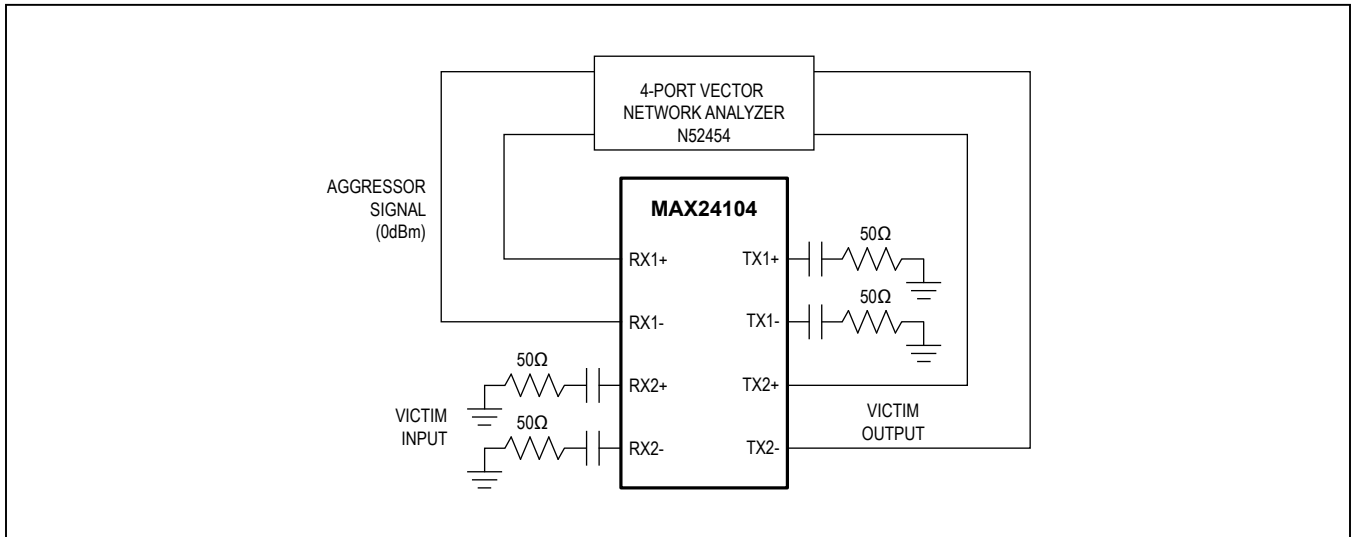 4-PORT VECTOR
NETWORK ANALYZER
N52454
AGGRESSOR
SIGNAL
(0dBm)
MAX24104
RX1+
TX1+
50Ω
RX1-
TX1-
50Ω
50Ω
RX2+
TX2+
VICTIM
INPUT
50Ω
RX2-
TX2-
VICTIM
OUTPUT